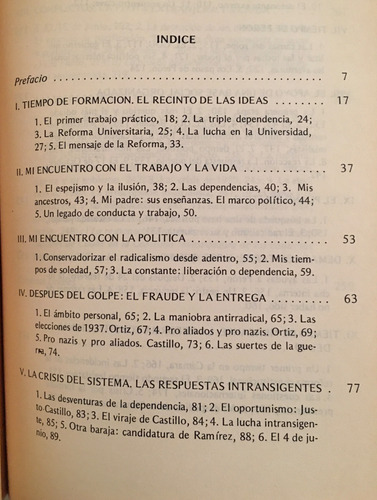 INDICE
Prefacio . . . . . . . . . . . . . . . . . . . . . . . . . . . . . . . . . . 7
I. TIEMPO DE FORMACION. EL RECINTO DE LAS IDEAS . . . . . . 17
1. El primer trabajo práctico, 18; 2. La triple dependencia, 24;
3. La Reforma Universitaria, 25; 4. La lucha en la Universidad,
27; 5. El mensaje de la Reforma, 33.
II. MI ENCUENTRO CON EL TRABAJO Y LA VIDA . . . . . . . . . . 37
1. El espejismo y la ilusión, 38; 2. Las dependencias, 40; 3. Mis
ancestros, 43; 4. Mi padre: sus enseñanzas. El marco político, 44;
5. Un legado de conducta y trabajo, 50.
III. MI ENCUENTRO CON LA POLITICA . . . . . . . . . . . . . . . . 53
1. Conservadorizar el radicalismo desde adentro, 55; 2. Mis tiem-
pos de soledad, 57; 3. La constante: liberación o dependencia, 59.
IV. DESPUES DEL GOLPE: EL FRAUDE Y LA ENTREGA . . . . . . 63
1. El ámbito personal, 65; 2. La maniobra antirradical, 65; 3. Las
elecciones de 1937. Ortiz, 67; 4. Pro aliados y pro nazis. Ortiz, 69;
5. Pro nazis y pro aliados. Castillo, 73; 6. Las suertes de la gue-
rra, 74.
V. LA CRISIS DEL SISTEMA. LAS RESPUESTAS INTRANSIGENTES . 77
1. Las desventuras de la dependencia, 81; 2. El oportunismo: Jus-
to Castillo, 83; 3. El viraje de Castillo, 84; 4. La lucha intransigen-
te, 85; 5. Otra baraja: candidatura de Ramírez, 88; 6. El 4 de ju-
nio, 89.